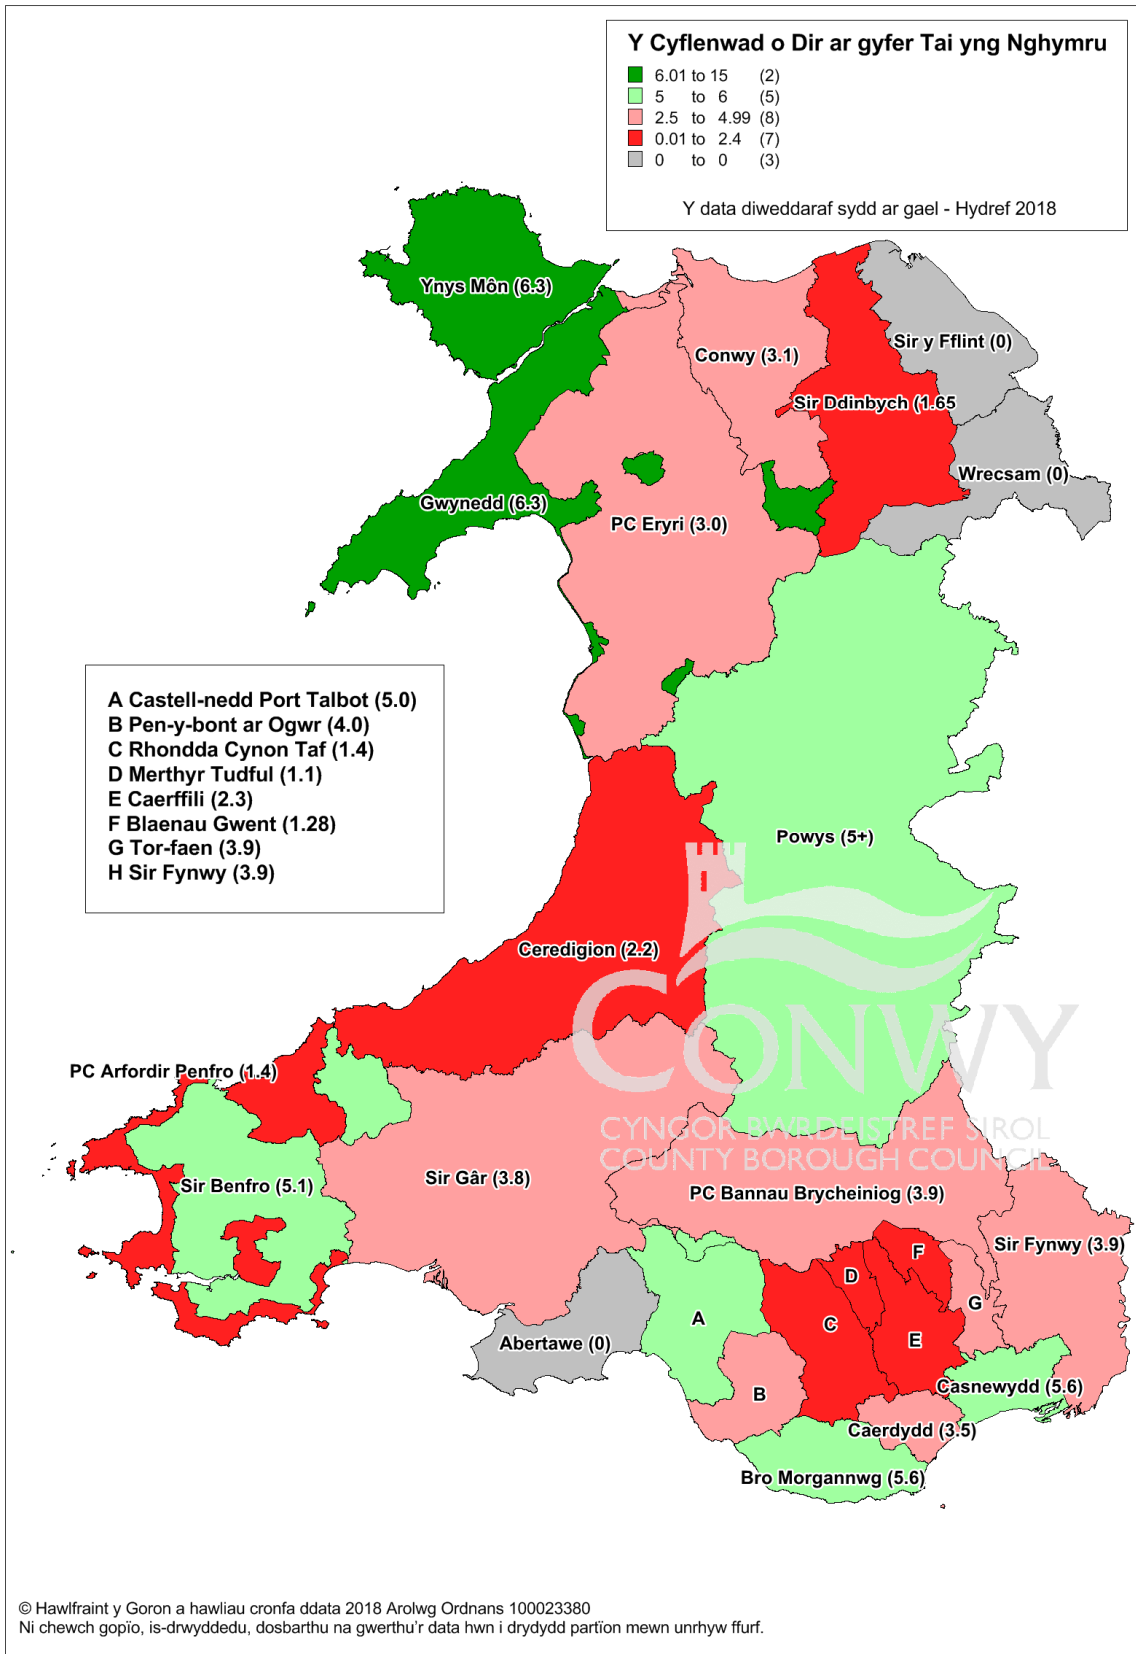 Y Cyflenwad o Dir ar gyfer Tai yng Nghymru
6.01 to 15 (2)
5 to 6 (5)
2.5 to 4.99 (8)
0.01 to 2.4 (7)
0 to 0 (3)
Y data diweddaraf sydd ar gael - Hydref 2018
Ynys Môn (6.3)
Conwy (3.1)
Sir y Fflint (0)
Sir Ddinbych (1.65
Wrecsam (0)
Gwynedd (6.3)
PC Eryri (3.0)
A Castell-nedd Port Talbot (5.0)
B Pen-y-bont ar Ogwr (4.0)
C Rhondda Cynon Taf (1.4)
D Merthyr Tudful (1.1)
E Caerffili (2.3)
F Blaenau Gwent (1.28)
G Tor-faen (3.9)
H Sir Fynwy (3.9)
Powys (5+)
Ceredigion (2.2)
CONWY
CYNGOR BWRDEISTREF SIROL
COUNTY BOROUGH COUNCIL
PC Arfordir Penfro (1.4)
Sir Gâr (3.8)
Sir Benfro (5.1)
PC Bannau Brycheiniog (3.9)
Sir Fynwy (3.9)
F
D
G
A
C
E
Abertawe (0)
Casnewydd (5.6)
B
Caerdydd (3.5)
Bro Morgannwg (5.6)
© Hawlfraint y Goron a hawliau cronfa ddata 2018 Arolwg Ordnans 100023380
Ni chewch gopïo, is-drwyddedu, dosbarthu na gwerthu'r data hwn i drydydd partïon mewn unrhyw ffurf.